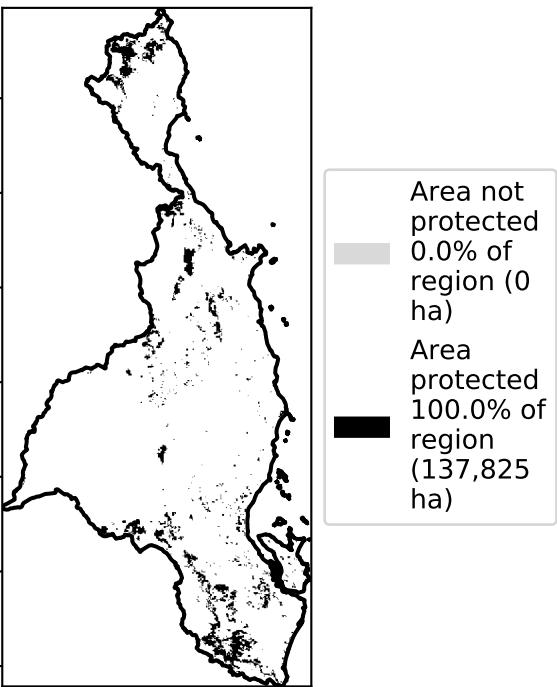 Area not
protected
0.0% of
region (0
ha)
Area
protected
100.0% of
region
(137,825
ha)